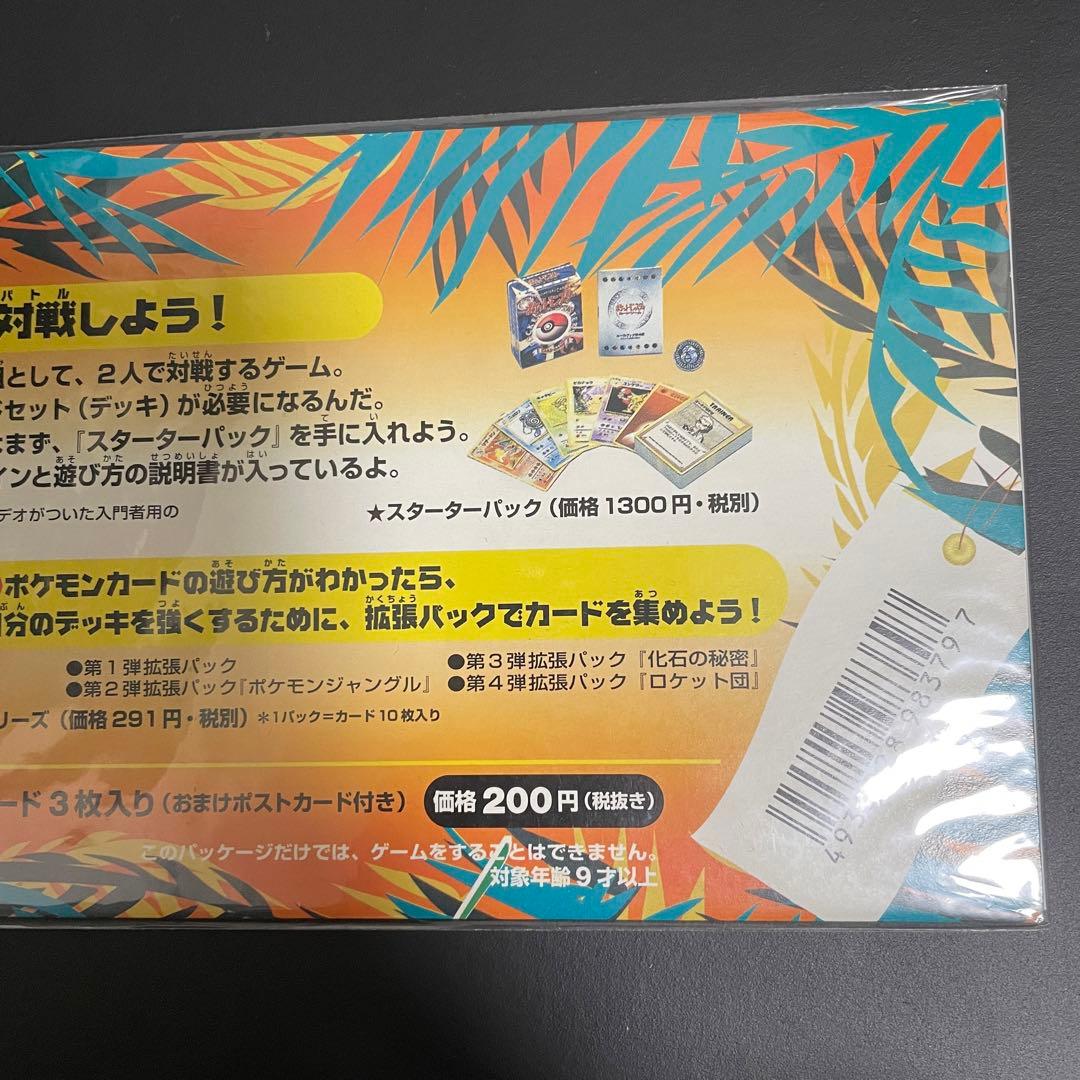 バトル
対戦しよう！
として、2人で対戦するゲーム。
セット（デッキ）が必要になるんだ。
まず、『スターターパック』を手に入れよう。
インと遊び方の説明書が入っているよ。
デオがついた入門者用の
★スターターパック（価格1300円・税別）
TRAINER
ポケモンカードの遊び方がわかったら、
分のデッキを強くするために、拡張パックでカードを集めよう！
●第1弾拡張パック
●第3弾拡張パック『化石の秘密』
●第2弾拡張パック『ポケモンジャングル』
●第4弾拡張パック『ロケット団』
リーズ（価格291円・税別）＊1パック＝カード10枚入り
ード3枚入り（おまけポストカード付き）
価格200円（税抜き）
このパッケージだけでは、ゲームをすることはできません。
対象年齢9才以上